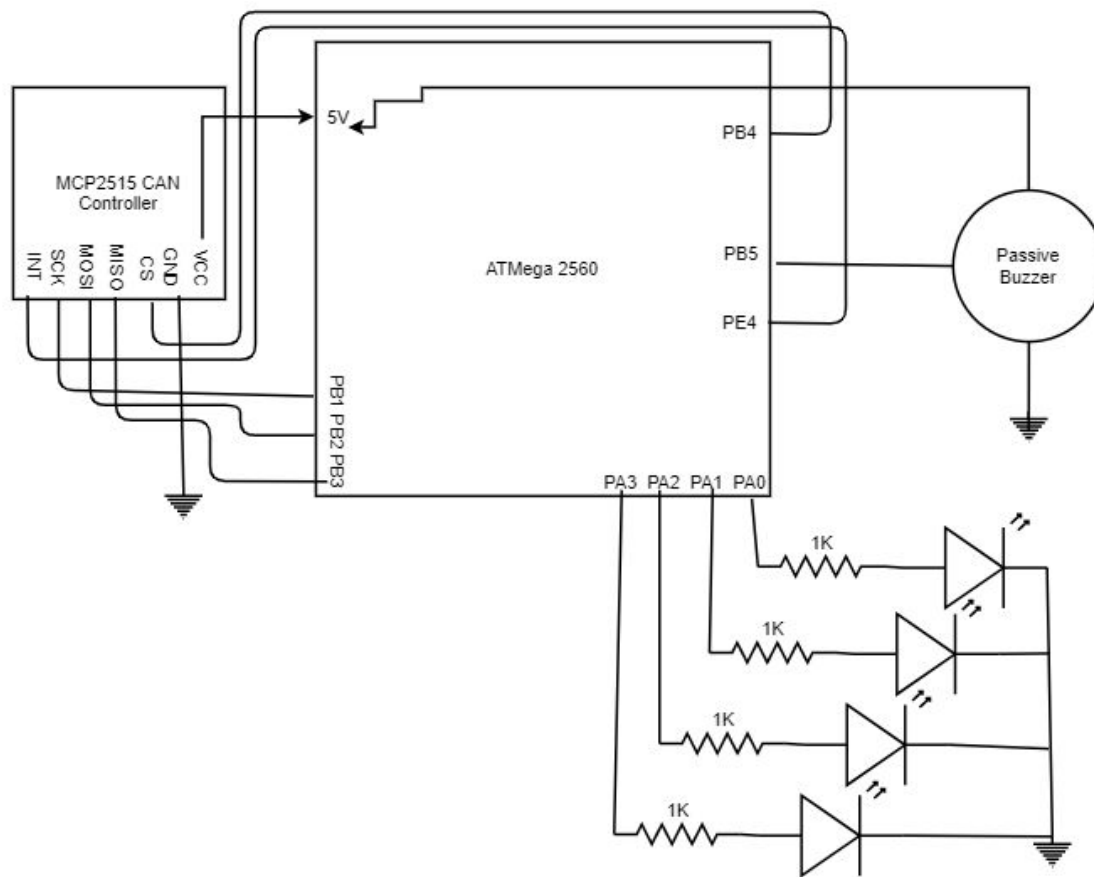 5V
PB4
MCP2515 CAN
Controller
INT
SCK
MOSI
MISO
CS
GND
VCC
ATMega 2560
PB5
Passive
Buzzer
PE4
PB1
PB2
PB3
PA3
PA2
PA1
PA0
1K
1K
1K
1K